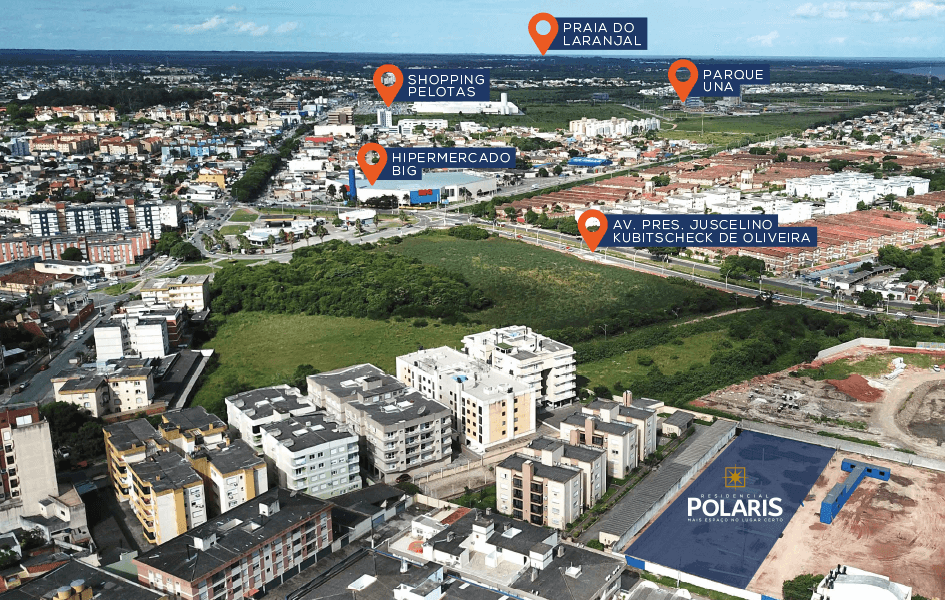 PRAIA DO
LARANJAL
SHOPPING
PELOTAS
PARQUE
UNA
HIPERMERCADO
BIG
AV. PRES. JUSCELINO
KUBITSCHECK DE OLIVEIRA
RESIDENCIAL
POLARIS
MAIS ESPAÇO NO LUGAR CERTO